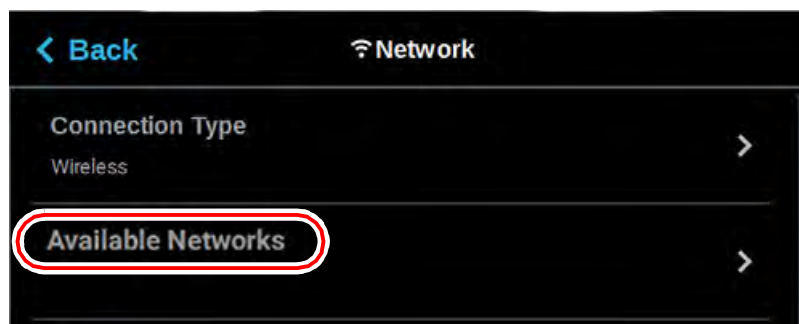 Back
Network
Connection Type
Wireless
Available Networks